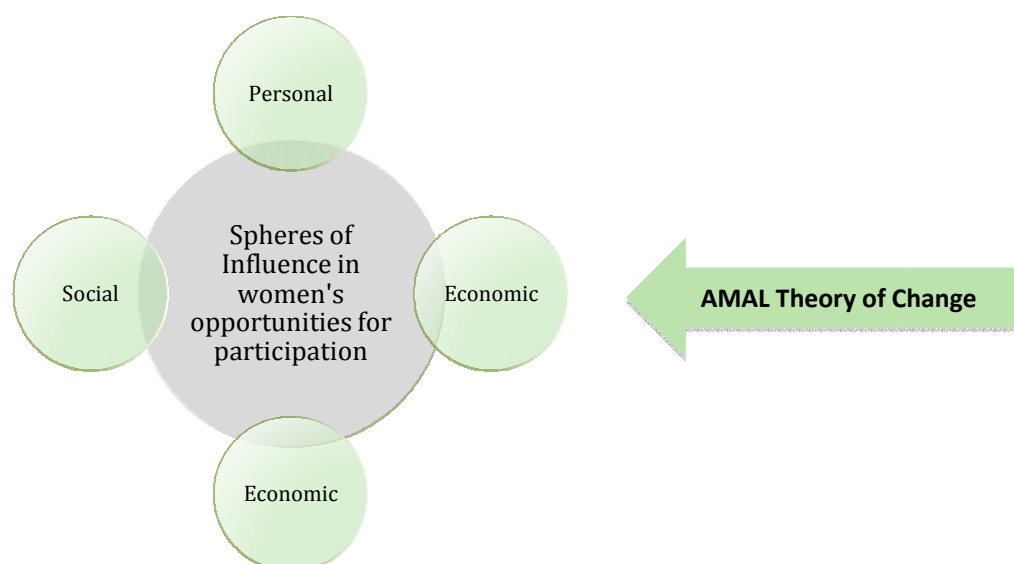 Personal
Spheres of
Influence in
women's
opportunities for
participation
Social
Economic
AMAL Theory of Change
Economic